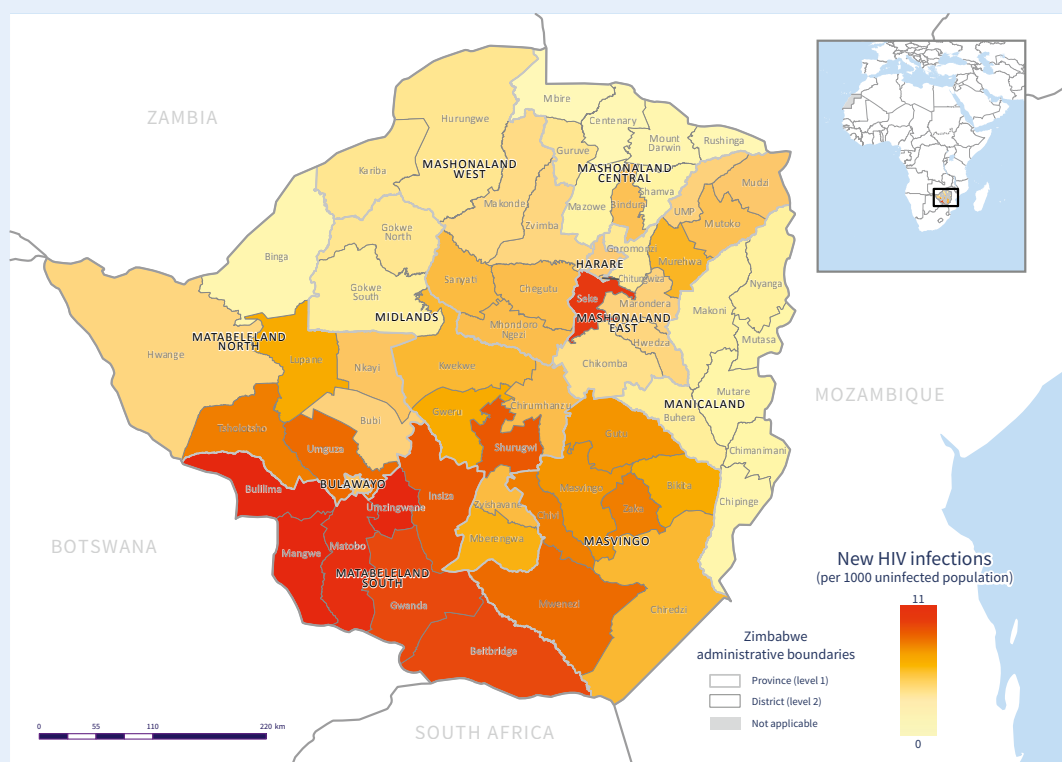 ZAMBIA
Mbire
Hurungwe
Centenary
Mount
Darwin
Rushinga
Guruve
MASHONALAND
WEST
MASHONALAND
CENTRAL
Kariba
Mudzi
Shamva
Makonde
Mazowe
Bindura
UMP
Zvimba
Mutoko
Gokwe
North
Goromonzi
Binga
HARARE
Murehwa
Chitungwiza
Sanyati
Chegutu
Nyanga
Gokwe
South
Seke
Marondera
Makoni
MIDLANDS
MASHONALAND
EAST
Mhondoro
Ngezi
MATABELELAND
NORTH
Hwedza
Mutasa
Hwange
Lupane
Nkayi
Kwekwe
Chikomba
MOZAMBIQUE
Mutare
MANICALAND
Buhera
Chirumhanzu
Gweru
Bubi
Tsholotsho
Gutu
Umguza
Shurugwi
Chimanimani
BULAWAYO
Bulilima
Insiza
Masvingo
Bikita
Zvishavane
Chipinge
Umzingwane
Chivi
Zaka
Mberengwa
MASVINGO
BOTSWANA
Mangwe
Matobo
MATABELELAND
SOUTH
Gwanda
Mwenezi
Chiredzi
Beitbridge
SOUTH AFRICA
New HIV infections
(per 1000 uninfected population)
11
0
Zimbabwe
administrative boundaries
Province (level 1)
District (level 2)
Not applicable
0 55 110 220 km